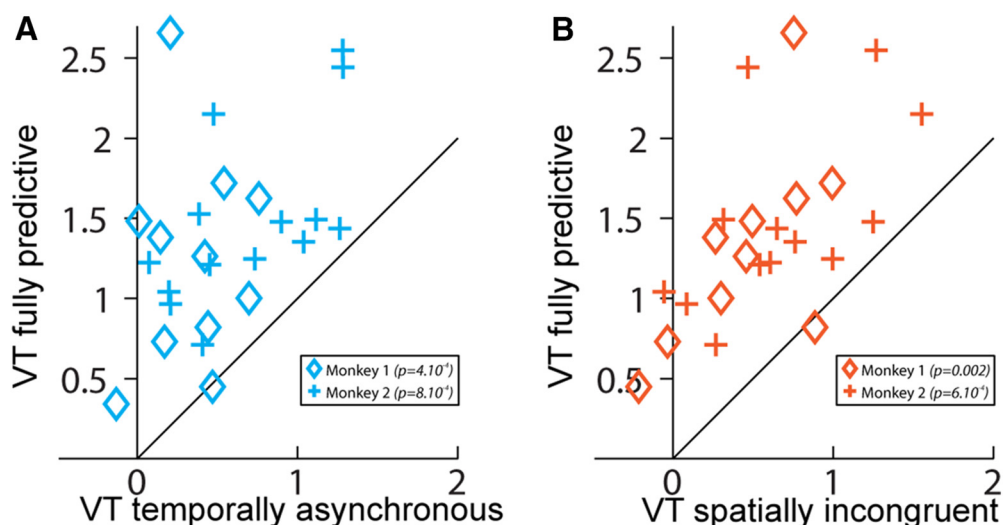 A
VT fully predictive
2.5
2
1.5
1
0.5
0
1
2
VT temporally asynchronous
Monkey 1 (p=4.10⁻⁴)
Monkey 2 (p=8.10⁻⁴)
B
VT fully predictive
2.5
2
1.5
1
0.5
0
1
2
VT spatially incongruent
Monkey 1 (p=0.002)
Monkey 2 (p=6.10⁻⁴)